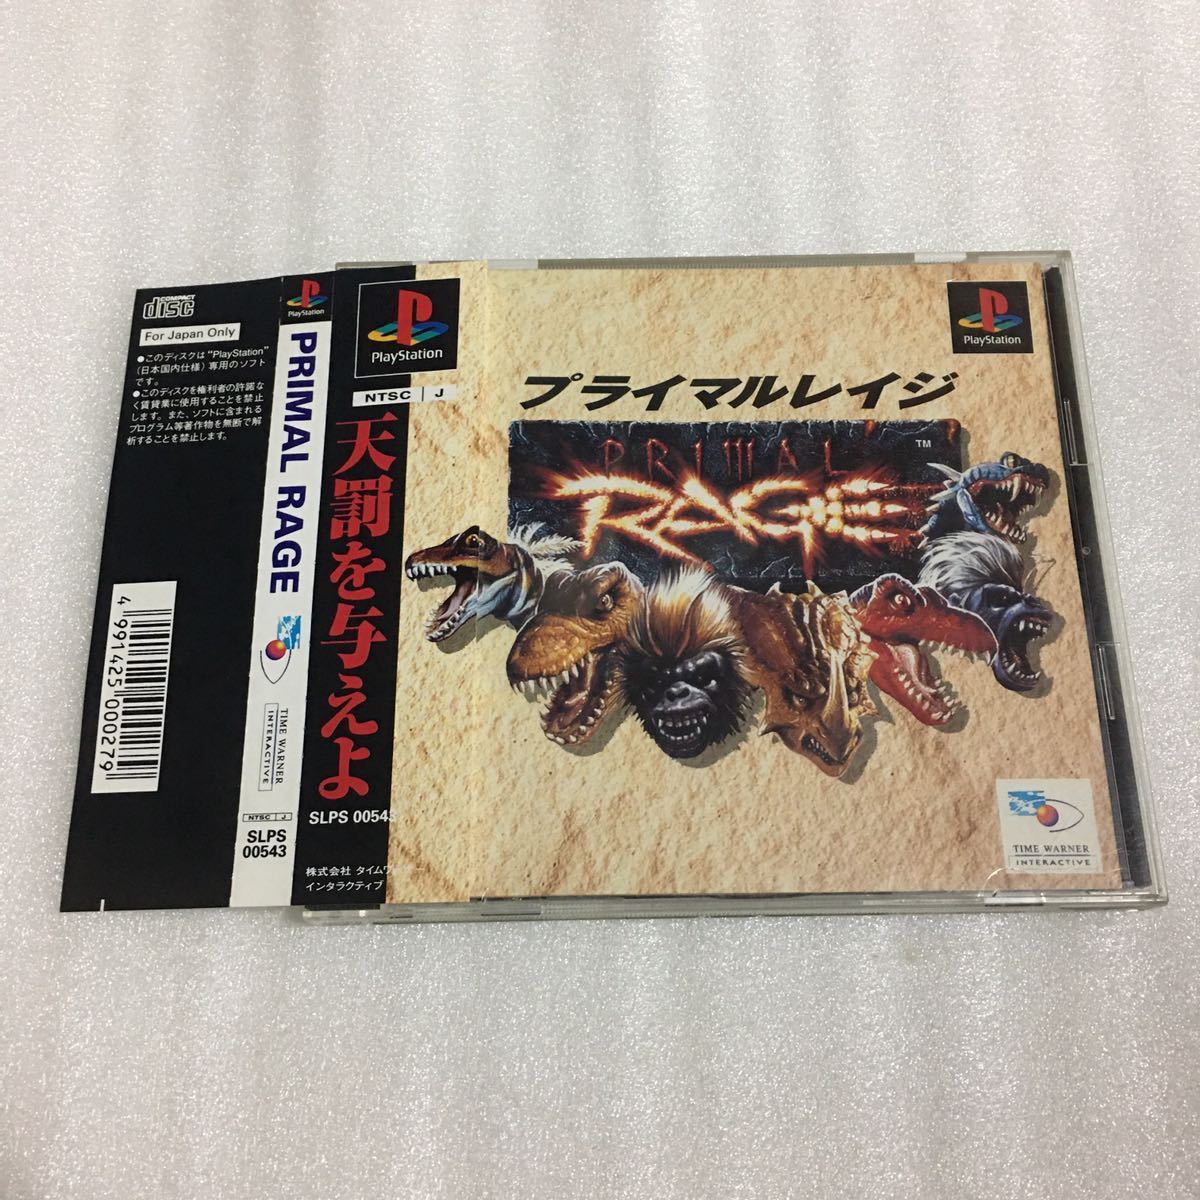 COMPACT
disc
For Japan Only
●このディスクは"PlayStation"
(日本国内仕様)専用のソフト
です。
●このディスクを権利者の許諾な
く賃貸業に使用することを禁止
します。また、ソフトに含まれる
プログラム等著作物を無断で解
析することを禁止します。
4 991425 000279
PlayStation
PRIMAL RAGE
TIME WARNER
INTERACTIVE
NTSC J
SLPS
00543
PlayStation
NTSC J
天罰を与えよ
SLPS 00543
株式会社 タイムワ
インタラクティブ
PlayStation
プライマルレイジ
PRIMAL
RAGE
TM
TIME WARNER
INTERACTIVE